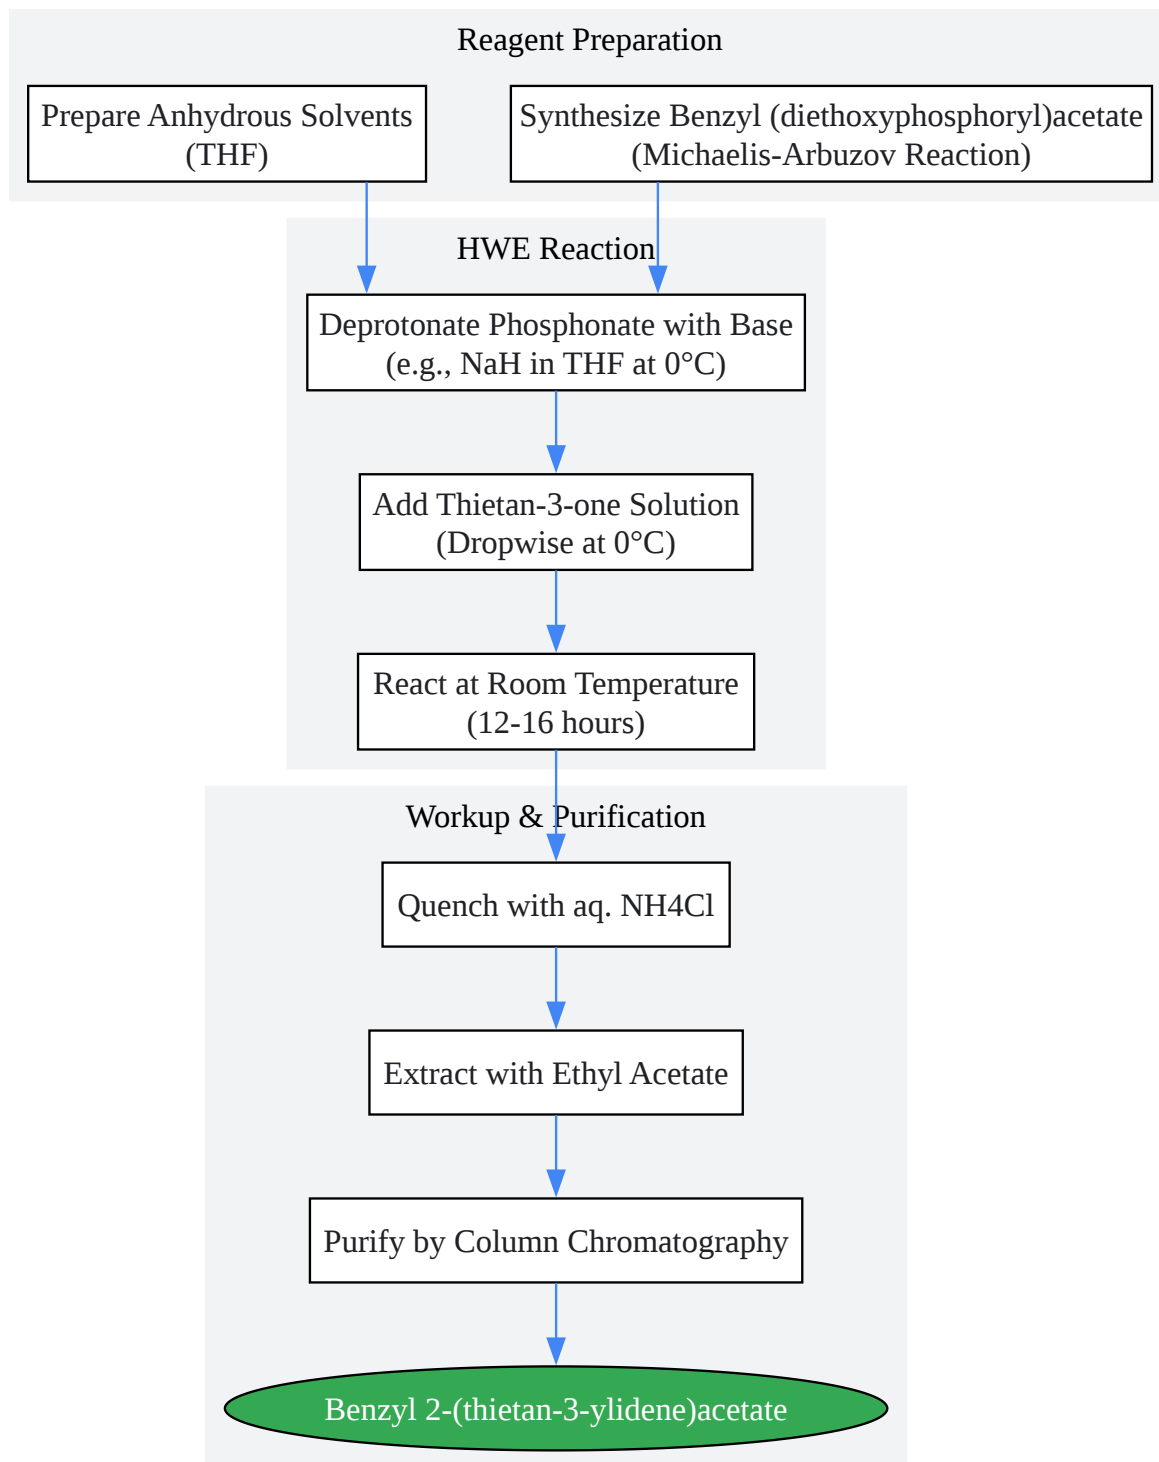 Reagent Preparation
Prepare Anhydrous Solvents
(THF)
Synthesize Benzyl (diethoxyphosphoryl)acetate
(Michaelis-Arbuzov Reaction)
HWE Reaction
Deprotonate Phosphonate with Base
(e.g., NaH in THF at 0°C)
Add Thietan-3-one Solution
(Dropwise at 0°C)
React at Room Temperature
(12-16 hours)
Workup & Purification
Quench with aq. NH4Cl
Extract with Ethyl Acetate
Purify by Column Chromatography
Benzyl 2-(thietan-3-ylidene)acetate